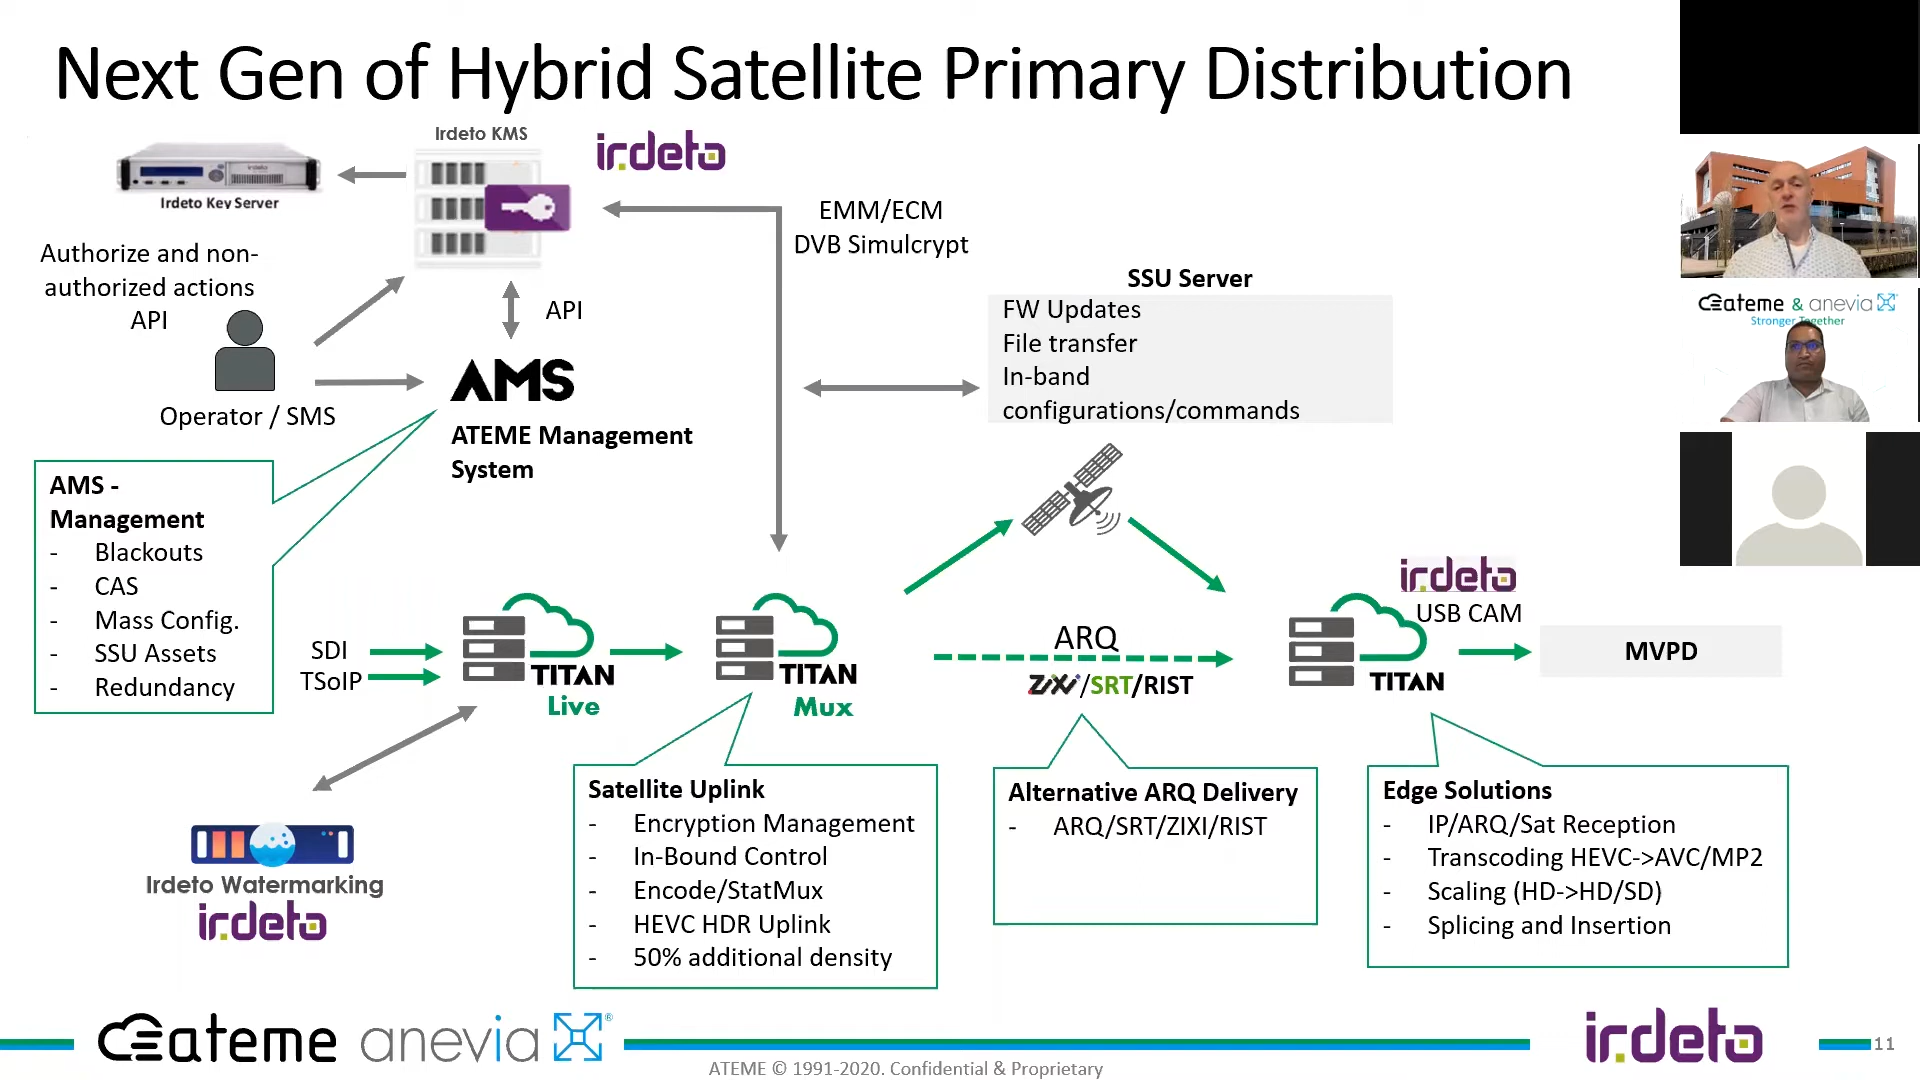 Next Gen of Hybrid Satellite Primary Distribution
Irdeto KMS
irdeto
irdeto
Irdeto Key Server
EMM/ECM
DVB Simulcrypt
Authorize and non-
authorized actions
API
API
SSU Server
FW Updates
File transfer
In-band
configurations/commands
ateme & anevia
Stronger Together
AMS
Operator / SMS
ATEME Management
System
AMS -
Management
- Blackouts
- CAS
- Mass Config.
- SSU Assets
- Redundancy
SDI
TSoIP
TITAN
Live
TITAN
Mux
ARQ
ZiXi/SRT/RIST
irdeto
USB CAM
TITAN
MVPD
Satellite Uplink
- Encryption Management
- In-Bound Control
- Encode/StatMux
- HEVC HDR Uplink
- 50% additional density
Alternative ARQ Delivery
- ARQ/SRT/ZIXI/RIST
Edge Solutions
- IP/ARQ/Sat Reception
- Transcoding HEVC->AVC/MP2
- Scaling (HD->HD/SD)
- Splicing and Insertion
Irdeto Watermarking
irdeto
ateme anevia ®
irdeto
11
ATEME © 1991-2020. Confidential & Proprietary